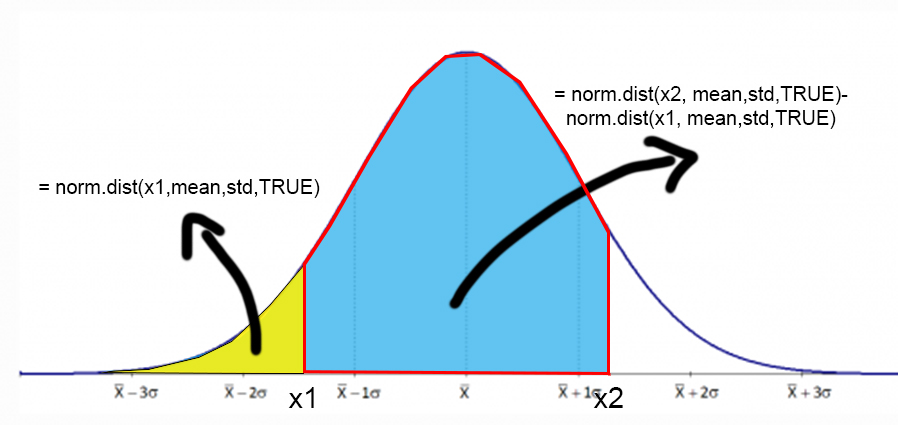 = norm.dist(x2, mean,std,TRUE)-
norm.dist(x1, mean,std,TRUE)
= norm.dist(x1,mean,std,TRUE)
x̄ − 3σ
x̄ − 2σ
x1
x̄ − 1σ
x̄
x̄ + 1σ
x2
x̄ + 2σ
x̄ + 3σ